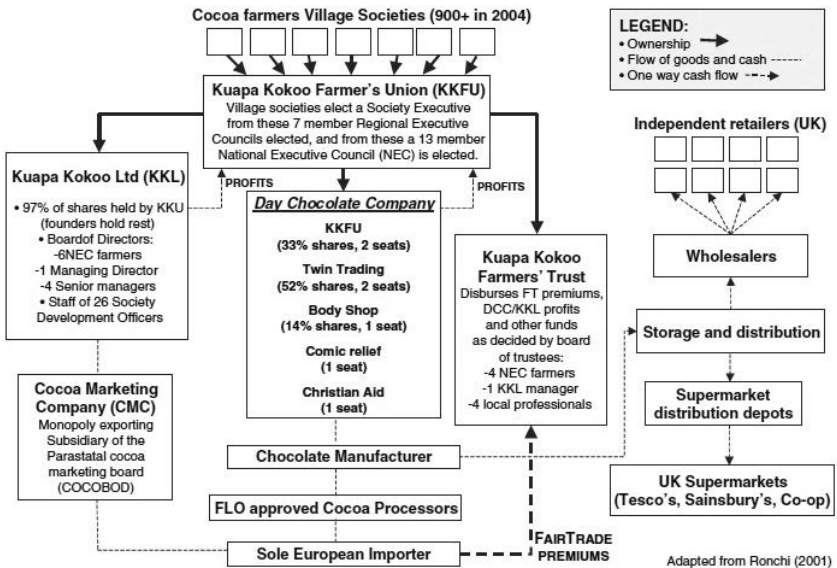 Cocoa farmers Village Societies (900+ in 2004)
LEGEND:
• Ownership
• Flow of goods and cash
• One way cash flow
Kuapa Kokoo Farmer's Union (KKFU)
Village societies elect a Society Executive
from these 7 member Regional Executive
Councils elected, and from these a 13 member
National Executive Council (NEC) is elected.
Independent retailers (UK)
Kuapa Kokoo Ltd (KKL)
• 97% of shares held by KKU
(founders hold rest)
• Boardof Directors:
-6NEC farmers
-1 Managing Director
-4 Senior managers
• Staff of 26 Society
Development Officers
PROFITS
PROFITS
Day Chocolate Company
KKFU
(33% shares, 2 seats)
Twin Trading
(52% shares, 2 seats)
Body Shop
(14% shares, 1 seat)
Comic relief
(1 seat)
Christian Aid
(1 seat)
Kuapa Kokoo
Farmers' Trust
Disburses FT premiums,
DCC/KKL profits
and other funds
as decided by board
of trustees:
-4 NEC farmers
-1 KKL manager
-4 local professionals
Wholesalers
Storage and distribution
Supermarket
distribution depots
UK Supermarkets
(Tesco's, Sainsbury's, Co-op)
Cocoa Marketing
Company (CMC)
Monopoly exporting
Subsidiary of the
Parastatal cocoa
marketing board
(COCOBOD)
Chocolate Manufacturer
FLO approved Cocoa Processors
Sole European Importer
FAIRTRADE
PREMIUMS
Adapted from Ronchi (2001)